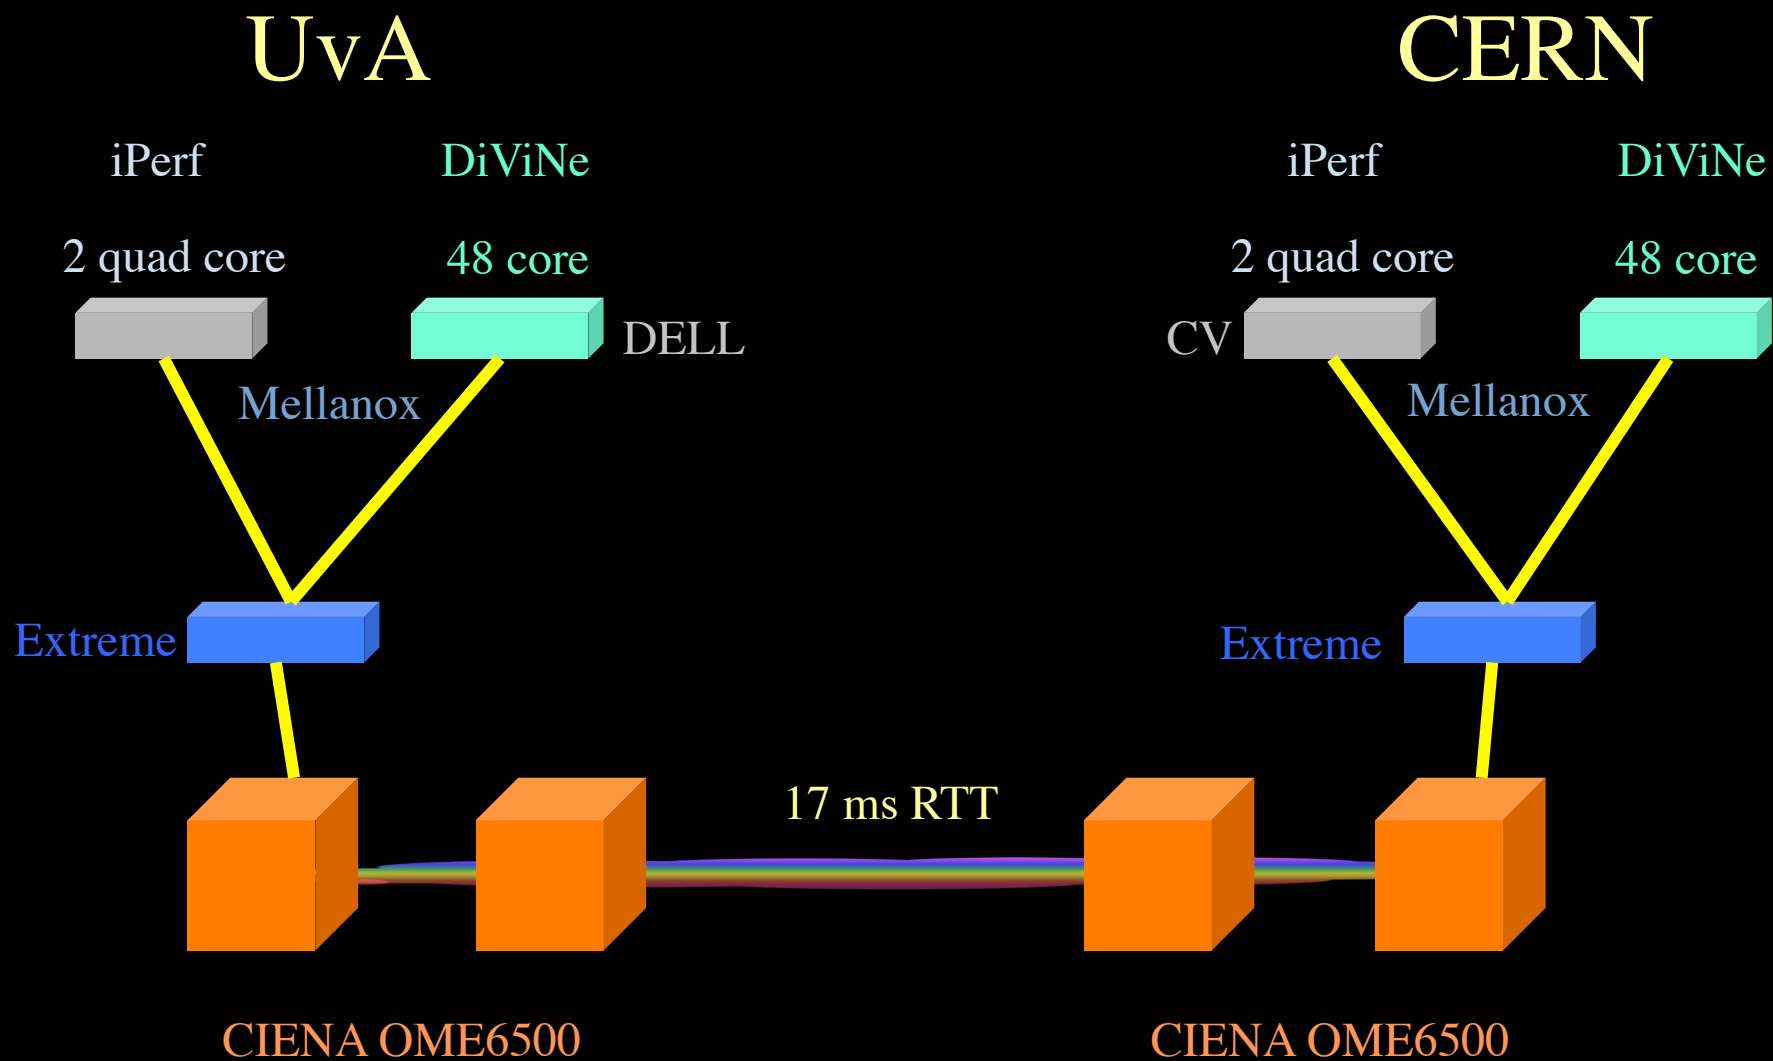 UvA
CERN
iPerf
DiViNe
iPerf
DiViNe
2 quad core
48 core
2 quad core
48 core
DELL
CV
Mellanox
Mellanox
Extreme
Extreme
17 ms RTT
CIENA OME6500
CIENA OME6500